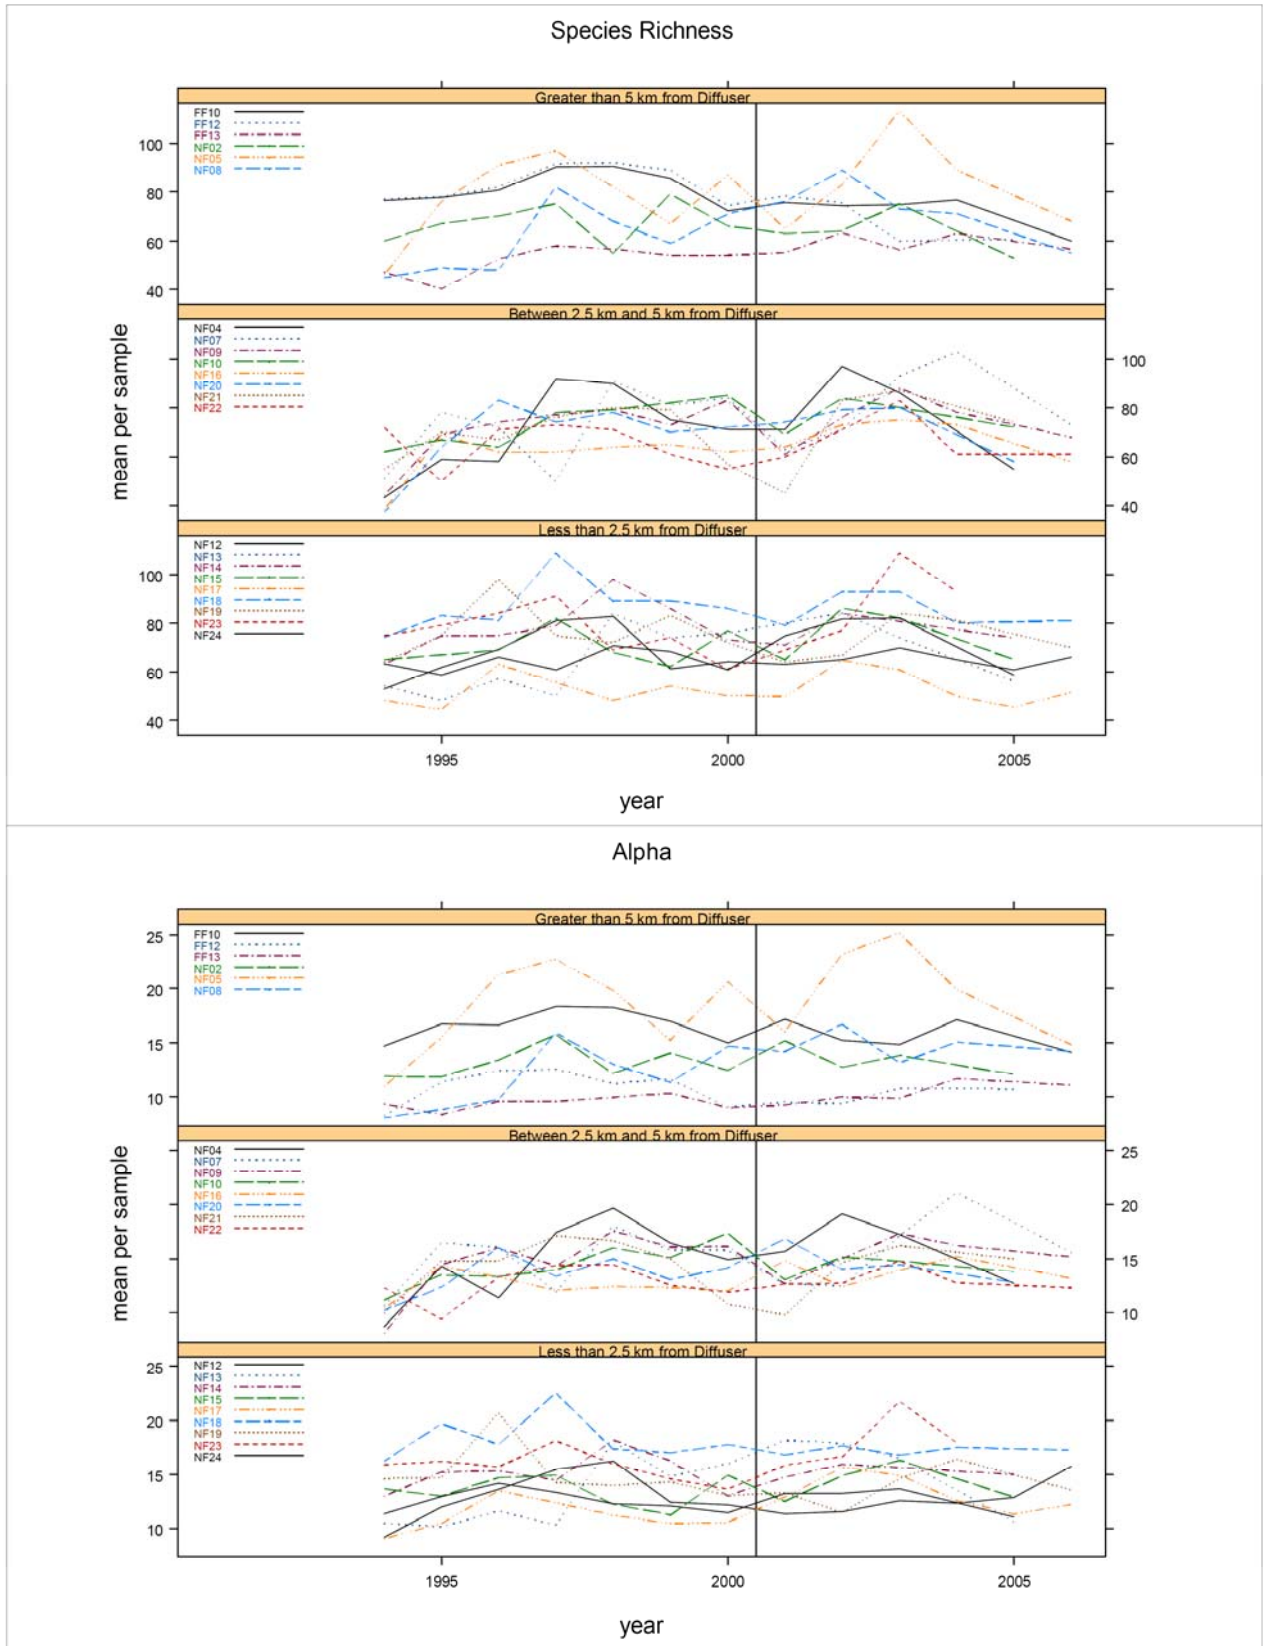 Species Richness
Greater than 5 km from Diffuser
FF10
FF12
FF13
NF02
NF05
NF08
100
80
60
40
Between 2.5 km and 5 km from Diffuser
NF04
NF07
NF09
NF10
NF16
NF20
NF21
NF22
100
80
60
40
mean per sample
Less than 2.5 km from Diffuser
NF12
NF13
NF14
NF15
NF17
NF18
NF19
NF23
NF24
100
80
60
40
1995 2000 2005
year
Alpha
Greater than 5 km from Diffuser
FF10
FF12
FF13
NF02
NF05
NF08
25
20
15
10
Between 2.5 km and 5 km from Diffuser
NF04
NF07
NF09
NF10
NF16
NF20
NF21
NF22
25
20
15
10
mean per sample
Less than 2.5 km from Diffuser
NF12
NF13
NF14
NF15
NF17
NF18
NF19
NF23
NF24
25
20
15
10
1995 2000 2005
year